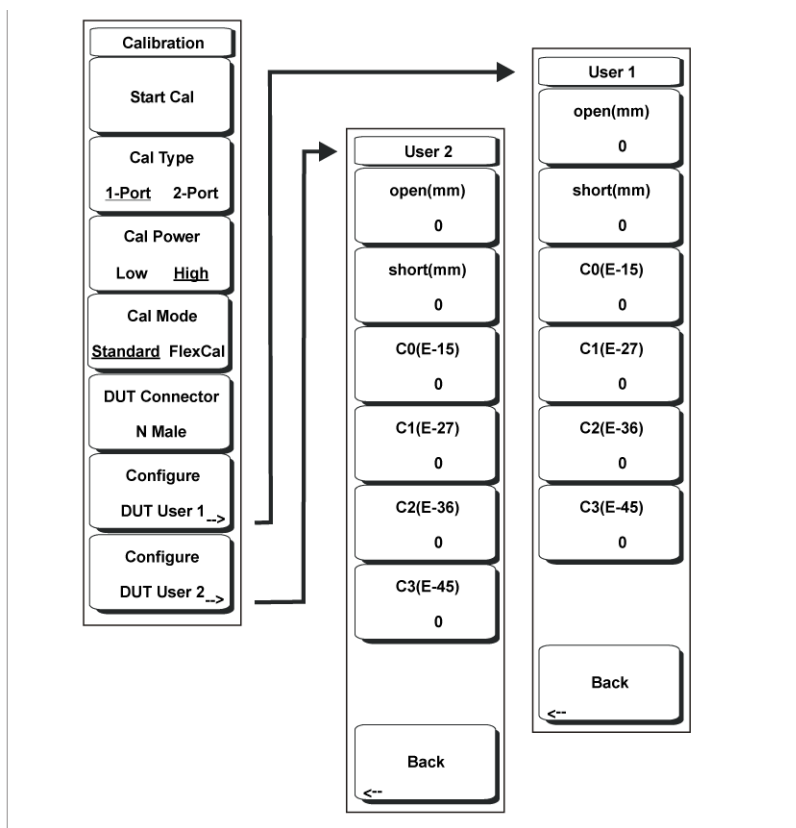 Calibration
Start Cal
Cal Type
1-Port 2-Port
Cal Power
Low High
Cal Mode
Standard FlexCal
DUT Connector
N Male
Configure
DUT User 1
-->
Configure
DUT User 2
-->
User 2
open(mm)
0
short(mm)
0
C0(E-15)
0
C1(E-27)
0
C2(E-36)
0
C3(E-45)
0
Back
<--
User 1
open(mm)
0
short(mm)
0
C0(E-15)
0
C1(E-27)
0
C2(E-36)
0
C3(E-45)
0
Back
<--